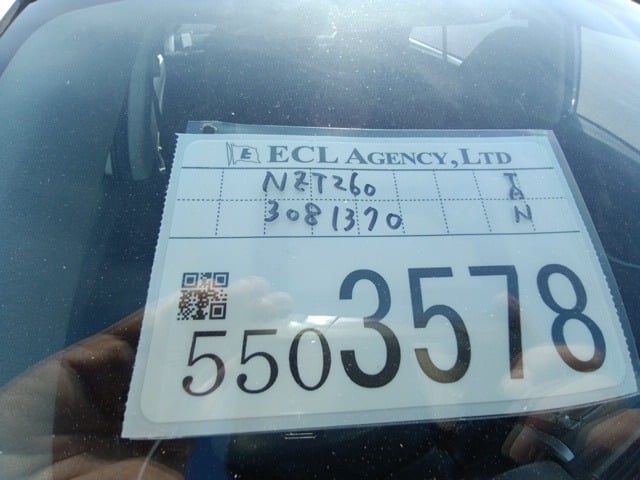 E ECL AGENCY, LTD
NZT260 TAN
3081370
5503578